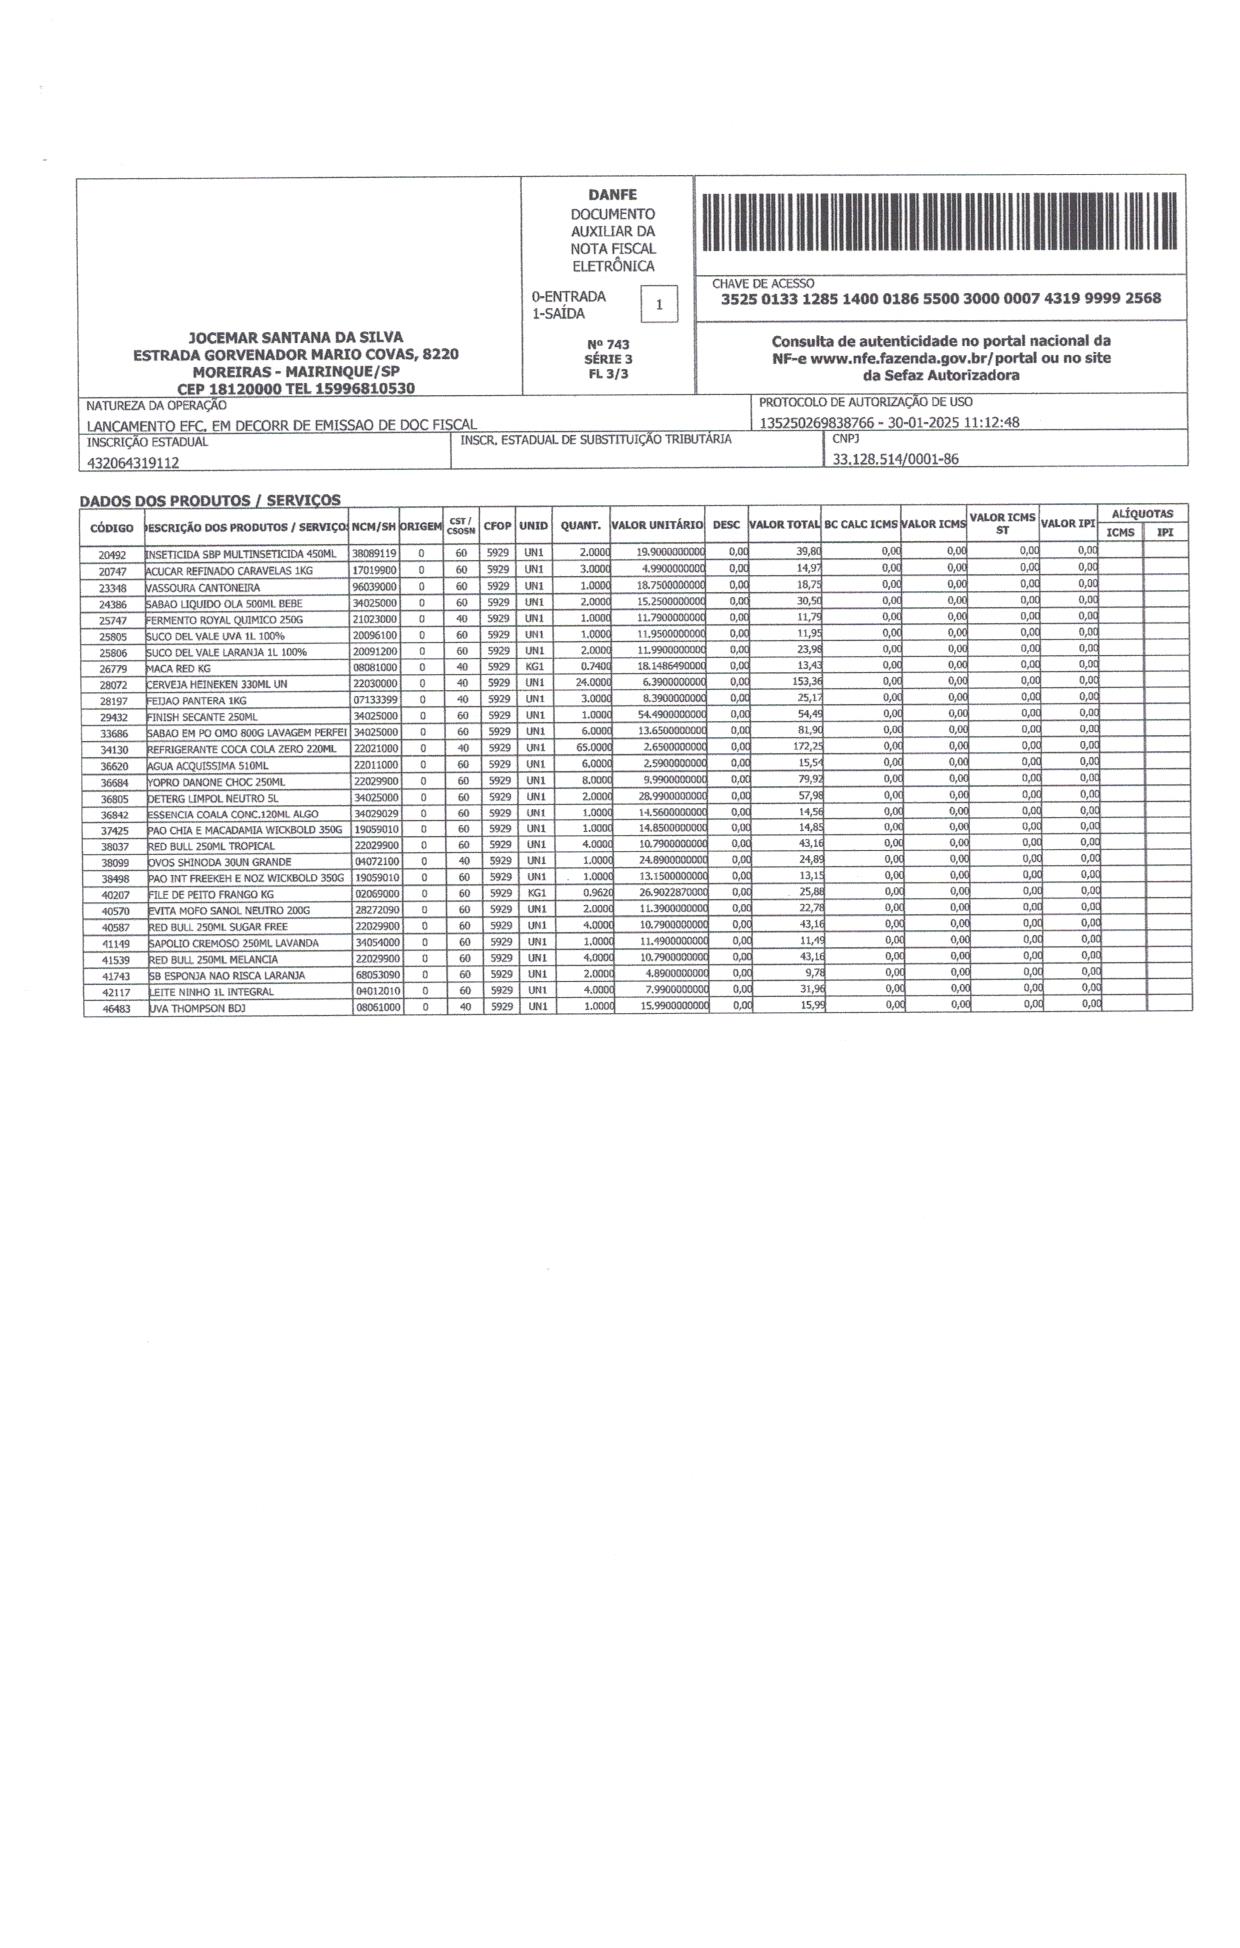 DANFE
DOCUMENTO
AUXILIAR DA
NOTA FISCAL
ELETRÔNICA
0-ENTRADA
1-SAÍDA
1
Nº 743
SÉRIE 3
FL 3/3
JOCEMAR SANTANA DA SILVA
ESTRADA GORVENADOR MARIO COVAS, 8220
MOREIRAS - MAIRINQUE/SP
CEP 18120000 TEL 15996810530
CHAVE DE ACESSO
3525 0133 1285 1400 0186 5500 3000 0007 4319 9999 2568
Consulta de autenticidade no portal nacional da
NF-e www.nfe.fazenda.gov.br/portal ou no site
da Sefaz Autorizadora
NATUREZA DA OPERAÇÃO
LANCAMENTO EFC. EM DECORR DE EMISSAO DE DOC FISCAL
PROTOCOLO DE AUTORIZAÇÃO DE USO
135250269838766 - 30-01-2025 11:12:48
INSCRIÇÃO ESTADUAL
432064319112
INSCR. ESTADUAL DE SUBSTITUIÇÃO TRIBUTÁRIA
CNPJ
33.128.514/0001-86
DADOS DOS PRODUTOS / SERVIÇOS
CÓDIGO DESCRIÇÃO DOS PRODUTOS / SERVIÇO NCM/SH ORIGEM CST / CSOSN CFOP UNID QUANT. VALOR UNITÁRIO DESC VALOR TOTAL BC CALC ICMS VALOR ICMS VALOR ICMS ST VALOR IPI ALÍQUOTAS ICMS IPI
20492 INSETICIDA SBP MULTINSETICIDA 450ML 38089119 0 60 5929 UN1 2.0000 19.9000000000 0,00 39,80 0,00 0,00 0,00 0,00
20747 ACUCAR REFINADO CARAVELAS 1KG 17019900 0 60 5929 UN1 3.0000 4.9900000000 0,00 14,97 0,00 0,00 0,00 0,00
23348 VASSOURA CANTONEIRA 96039000 0 60 5929 UN1 1.0000 18.7500000000 0,00 18,75 0,00 0,00 0,00 0,00
24386 SABAO LIQUIDO OLA 500ML BEBE 34025000 0 60 5929 UN1 2.0000 15.2500000000 0,00 30,50 0,00 0,00 0,00 0,00
25747 FERMENTO ROYAL QUIMICO 250G 21023000 0 40 5929 UN1 1.0000 11.7900000000 0,00 11,79 0,00 0,00 0,00 0,00
25805 SUCO DEL VALE UVA 1L 100% 20096100 0 60 5929 UN1 1.0000 11.9500000000 0,00 11,95 0,00 0,00 0,00 0,00
25806 SUCO DEL VALE LARANJA 1L 100% 20091200 0 60 5929 UN1 2.0000 11.9900000000 0,00 23,98 0,00 0,00 0,00 0,00
26779 MACA RED KG 08081000 0 40 5929 KG1 0.7400 18.1486490000 0,00 13,43 0,00 0,00 0,00 0,00
28072 CERVEJA HEINEKEN 330ML UN 22030000 0 40 5929 UN1 24.0000 6.3900000000 0,00 153,36 0,00 0,00 0,00 0,00
28197 FEIJAO PANTERA 1KG 07133399 0 40 5929 UN1 3.0000 8.3900000000 0,00 25,17 0,00 0,00 0,00 0,00
29432 FINISH SECANTE 250ML 34025000 0 60 5929 UN1 1.0000 54.4900000000 0,00 54,49 0,00 0,00 0,00 0,00
33686 SABAO EM PO OMO 800G LAVAGEM PERFEI 34025000 0 60 5929 UN1 6.0000 13.6500000000 0,00 81,90 0,00 0,00 0,00 0,00
34130 REFRIGERANTE COCA COLA ZERO 220ML 22021000 0 40 5929 UN1 65.0000 2.6500000000 0,00 172,25 0,00 0,00 0,00 0,00
36620 AGUA ACQUISSIMA 510ML 22011000 0 60 5929 UN1 6.0000 2.5900000000 0,00 15,54 0,00 0,00 0,00 0,00
36684 YOPRO DANONE CHOC 250ML 22029900 0 60 5929 UN1 8.0000 9.9900000000 0,00 79,92 0,00 0,00 0,00 0,00
36805 DETERG LIMPOL NEUTRO 5L 34025000 0 60 5929 UN1 2.0000 28.9900000000 0,00 57,98 0,00 0,00 0,00 0,00
36842 ESSENCIA COALA CONC.120ML ALGO 34029029 0 60 5929 UN1 1.0000 14.5600000000 0,00 14,56 0,00 0,00 0,00 0,00
37425 PAO CHIA E MACADAMIA WICKBOLD 350G 19059010 0 60 5929 UN1 1.0000 14.8500000000 0,00 14,85 0,00 0,00 0,00 0,00
38037 RED BULL 250ML TROPICAL 22029900 0 60 5929 UN1 4.0000 10.7900000000 0,00 43,16 0,00 0,00 0,00 0,00
38099 OVOS SHINODA 30UN GRANDE 04072100 0 40 5929 UN1 1.0000 24.8900000000 0,00 24,89 0,00 0,00 0,00 0,00
38498 PAO INT FREEKEH E NOZ WICKBOLD 350G 19059010 0 60 5929 UN1 1.0000 13.1500000000 0,00 13,15 0,00 0,00 0,00 0,00
40207 FILE DE PEITO FRANGO KG 02069000 0 60 5929 KG1 0.9620 26.9022870000 0,00 25,88 0,00 0,00 0,00 0,00
40570 EVITA MOFO SANOL NEUTRO 200G 28272090 0 60 5929 UN1 2.0000 11.3900000000 0,00 22,78 0,00 0,00 0,00 0,00
40587 RED BULL 250ML SUGAR FREE 22029900 0 60 5929 UN1 4.0000 10.7900000000 0,00 43,16 0,00 0,00 0,00 0,00
41149 SAPOLIO CREMOSO 250ML LAVANDA 34054000 0 60 5929 UN1 1.0000 11.4900000000 0,00 11,49 0,00 0,00 0,00 0,00
41539 RED BULL 250ML MELANCIA 22029900 0 60 5929 UN1 4.0000 10.7900000000 0,00 43,16 0,00 0,00 0,00 0,00
41743 SB ESPONJA NAO RISCA LARANJA 68053090 0 60 5929 UN1 2.0000 4.8900000000 0,00 9,78 0,00 0,00 0,00 0,00
42117 LEITE NINHO 1L INTEGRAL 04012010 0 60 5929 UN1 4.0000 7.9900000000 0,00 31,96 0,00 0,00 0,00 0,00
46483 UVA THOMPSON BDJ 08061000 0 40 5929 UN1 1.0000 15.9900000000 0,00 15,99 0,00 0,00 0,00 0,00